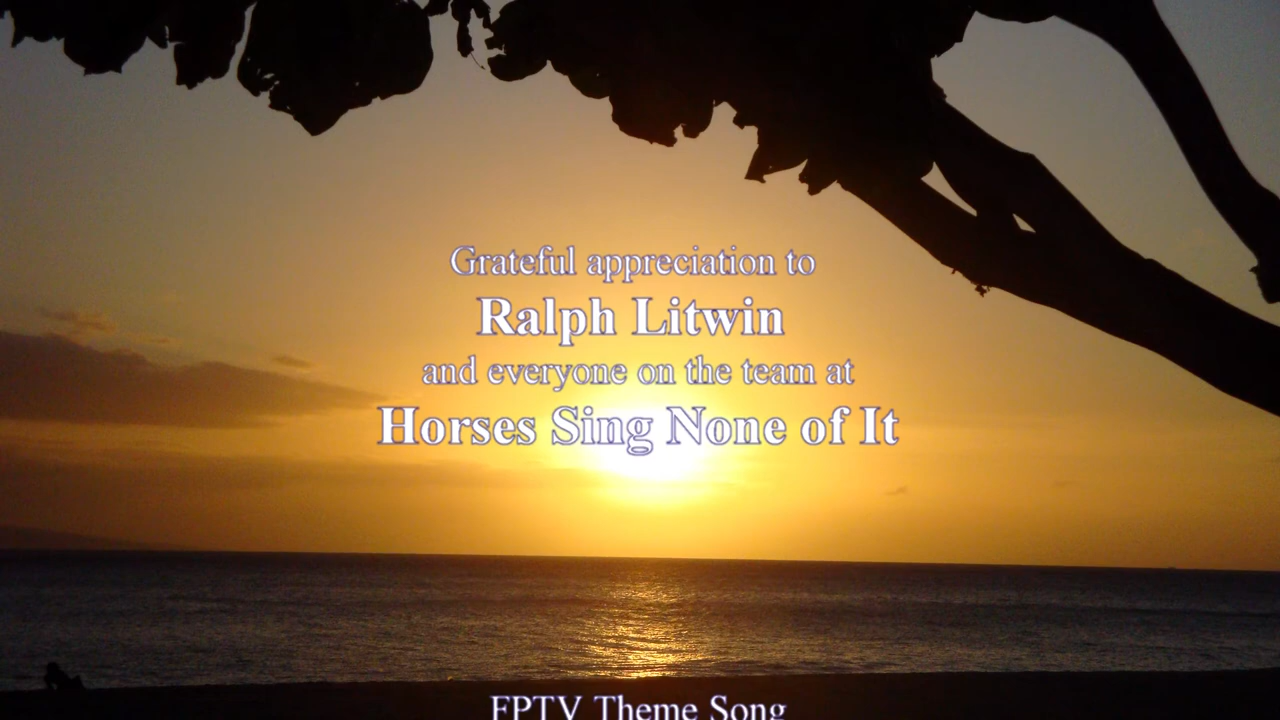 Grateful appreciation to
Ralph Litwin
and everyone on the team at
Horses Sing None of It
FPTV Theme Song